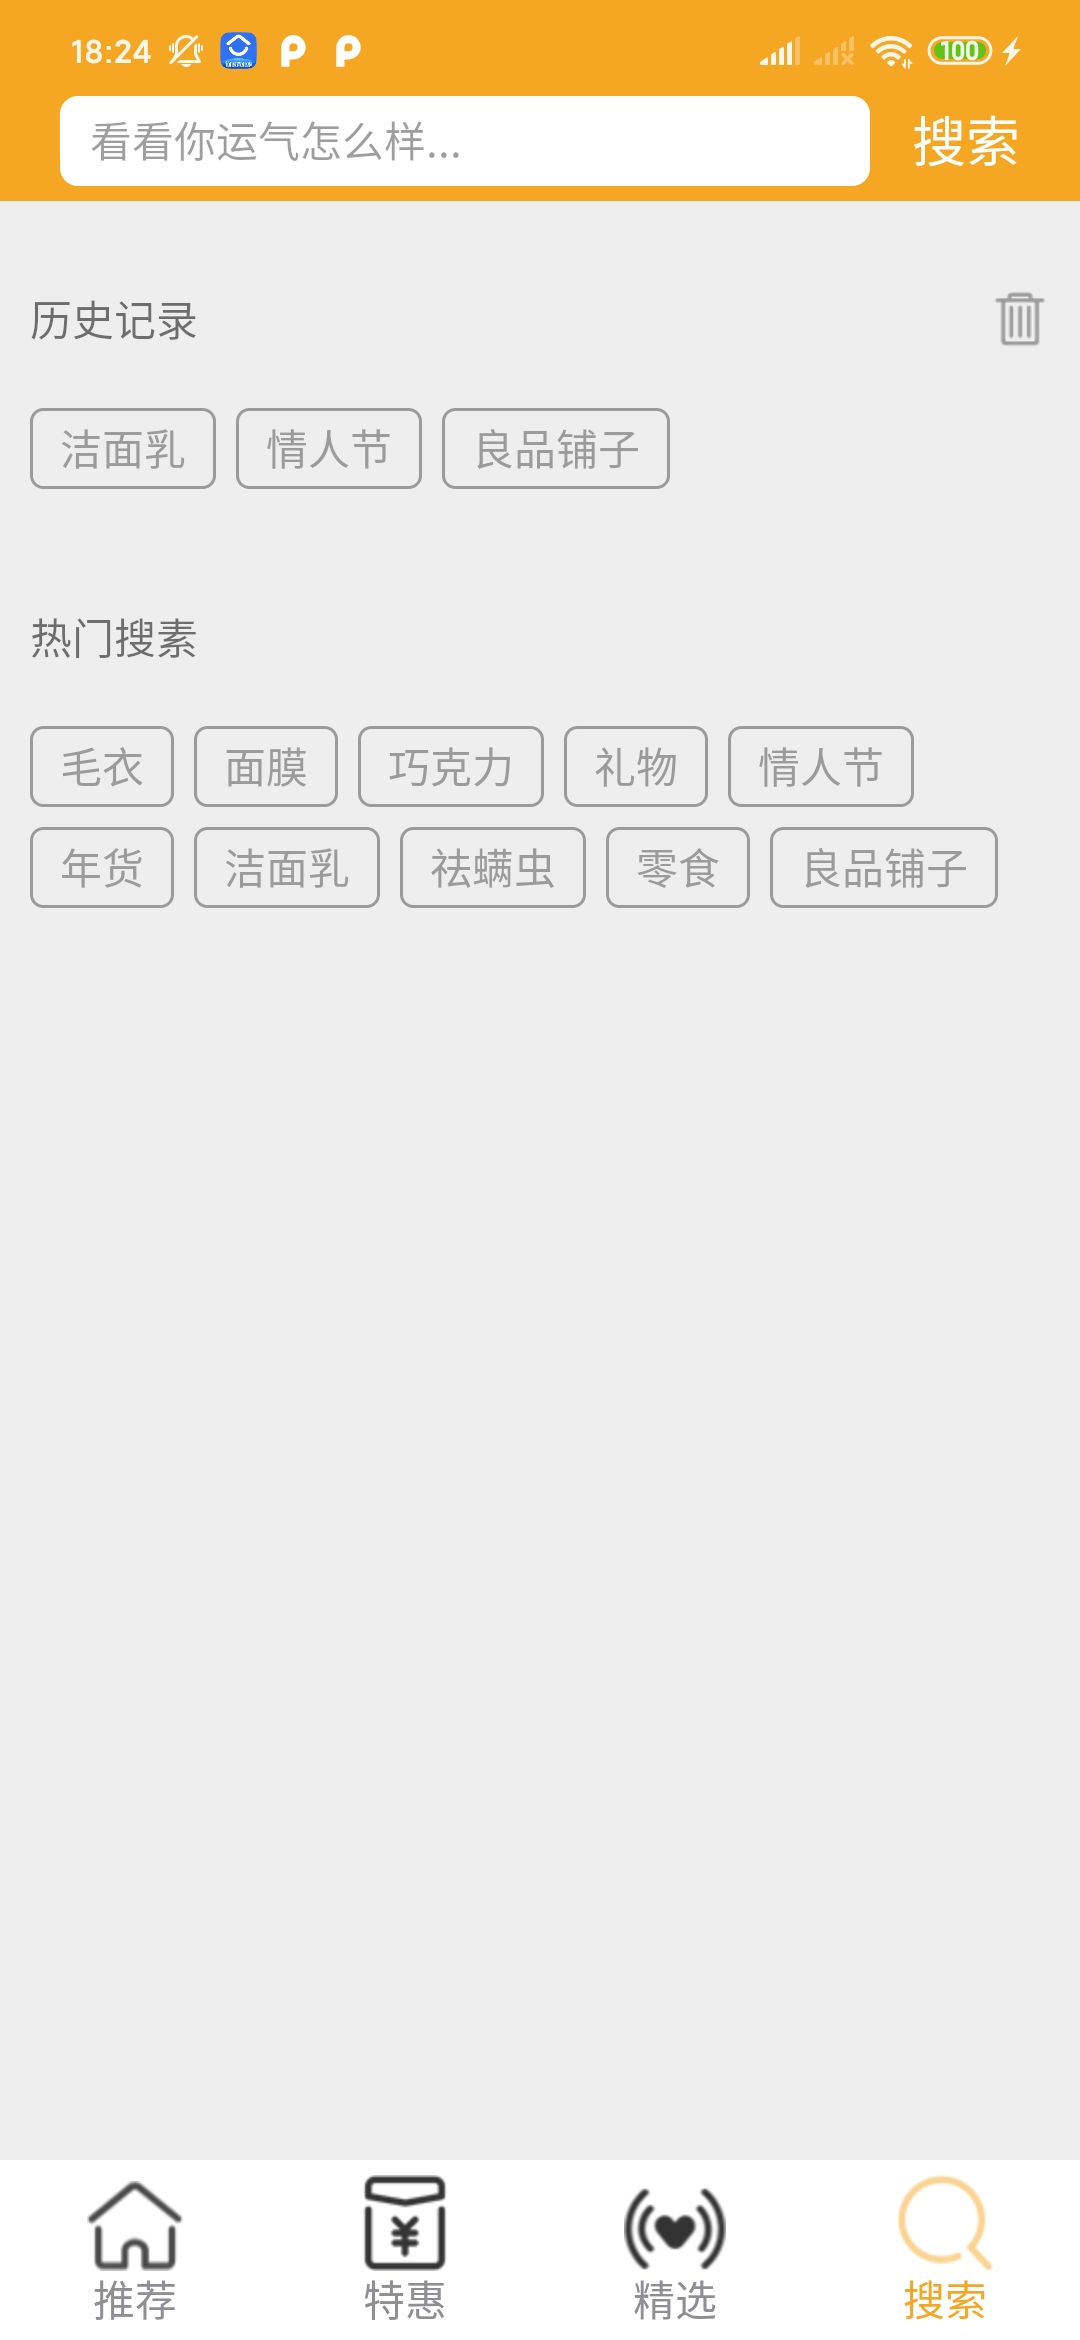 18:24
100
看看你运气怎么样...
搜索
历史记录
洁面乳 情人节 良品铺子
热门搜素
毛衣 面膜 巧克力 礼物 情人节
年货 洁面乳 祛螨虫 零食 良品铺子
推荐 特惠 精选 搜索